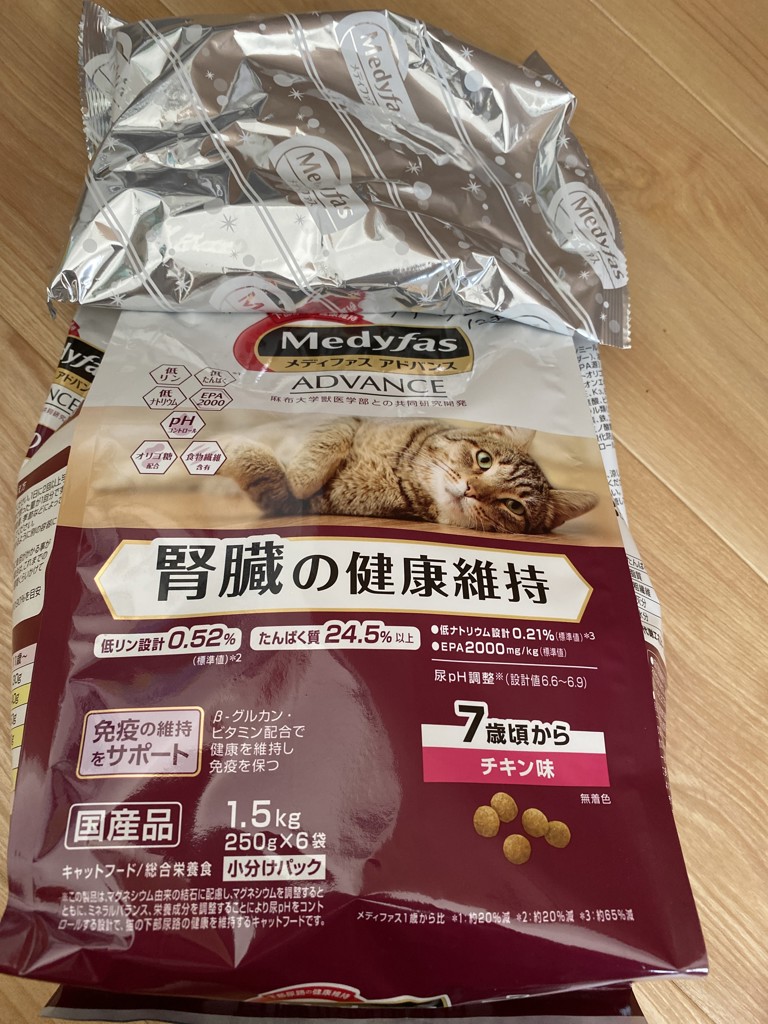 Medyfas
Medyfas
Medyfas
Medyfas
メディファス アドバンス
ADVANCE
麻布大学獣医学部との共同研究開発
低リン
低たんぱく
低ナトリウム
EPA2000
pHコントロール
オリゴ糖配合
食物繊維含有
腎臓の健康維持
低リン設計0.52%
(標準値)※2
たんぱく質24.5%以上
●低ナトリウム設計0.21%(標準値)※3
●EPA2000mg/kg(標準値)
尿pH調整※(設計値6.6~6.9)
免疫の維持をサポート
β-グルカン・
ビタミン配合で
健康を維持し
免疫を保つ
7歳頃から
チキン味
無着色
国産品
1.5kg
250g×6袋
キャットフード/総合栄養食 小分けパック
※この製品は、マグネシウム由来の結石に配慮し、マグネシウムを調整すると
ともに、ミネラルバランス、栄養成分を調整することにより尿pHをコント
ロールする設計で、猫の下部尿路の健康を維持するキャットフードです。
メディファス1歳から比 *1:約20%減 *2:約20%減 *3:約65%減